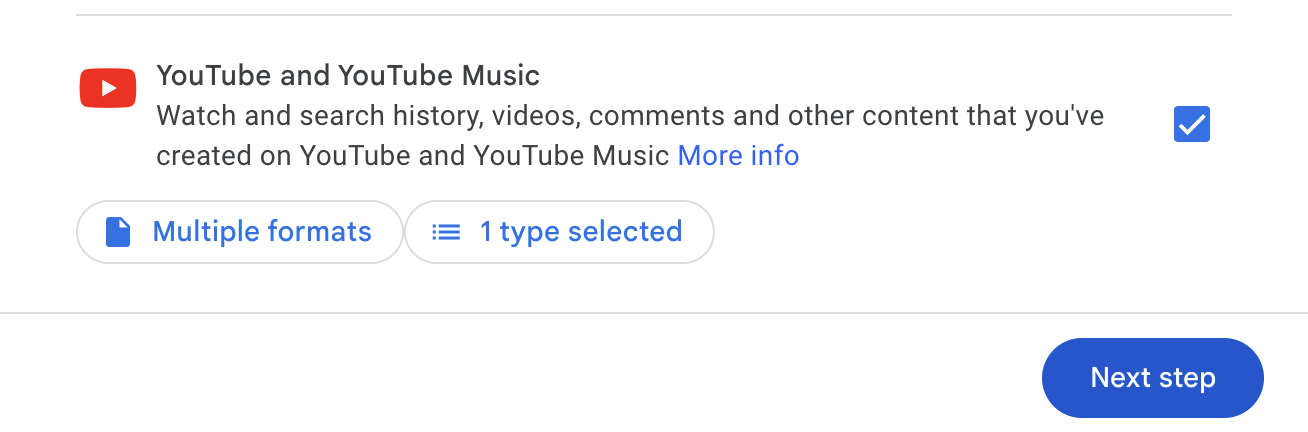 YouTube and YouTube Music
Watch and search history, videos, comments and other content that you've
created on YouTube and YouTube Music More info
Multiple formats
1 type selected
Next step